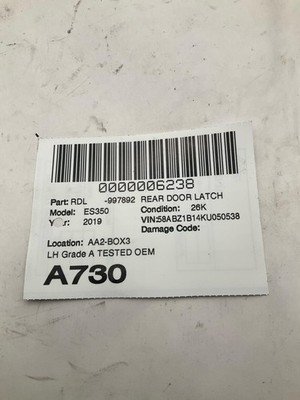 0000006238
Part: RDL -997892 REAR DOOR LATCH
Model: ES350 Condition: 26K
Year: 2019 VIN:58ABZ1B14KU050538
Damage Code:
Location: AA2-BOX3
LH Grade A TESTED OEM
A730